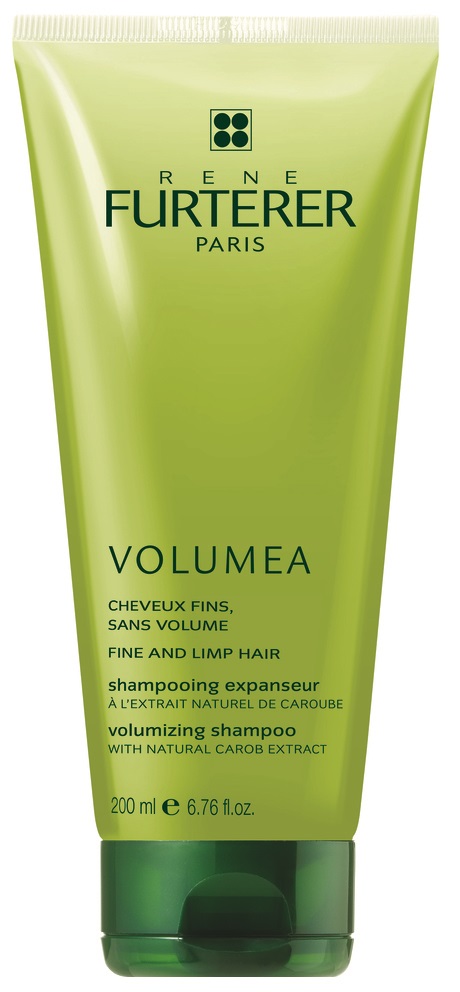 RENE
FURTERER
PARIS
VOLUMEA
CHEVEUX FINS,
SANS VOLUME
FINE AND LIMP HAIR
shampooing expanseur
À L'EXTRAIT NATUREL DE CAROUBE
volumizing shampoo
WITH NATURAL CAROB EXTRACT
200 ml ℮ 6.76 fl.oz.